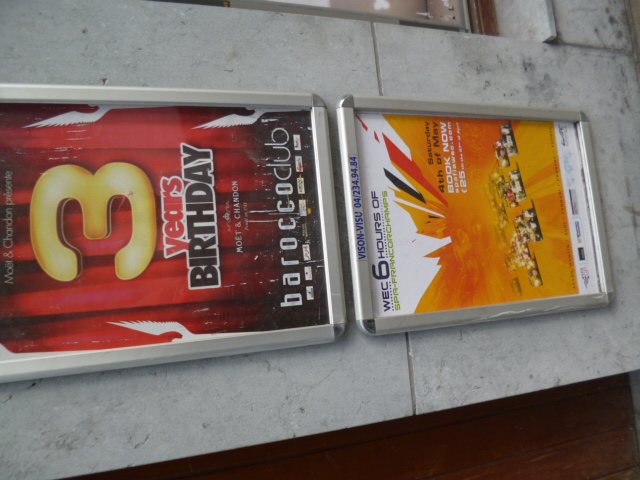 Moët & Chandon présente
3
years
BIRTHDAY
MOËT & CHANDON
baroccoclub
VISON-VISU 04/234.94.84
WEC 6 HOURS OF
SPA-FRANCORCHAMPS
Saturday
4th of May
BOOK NOW